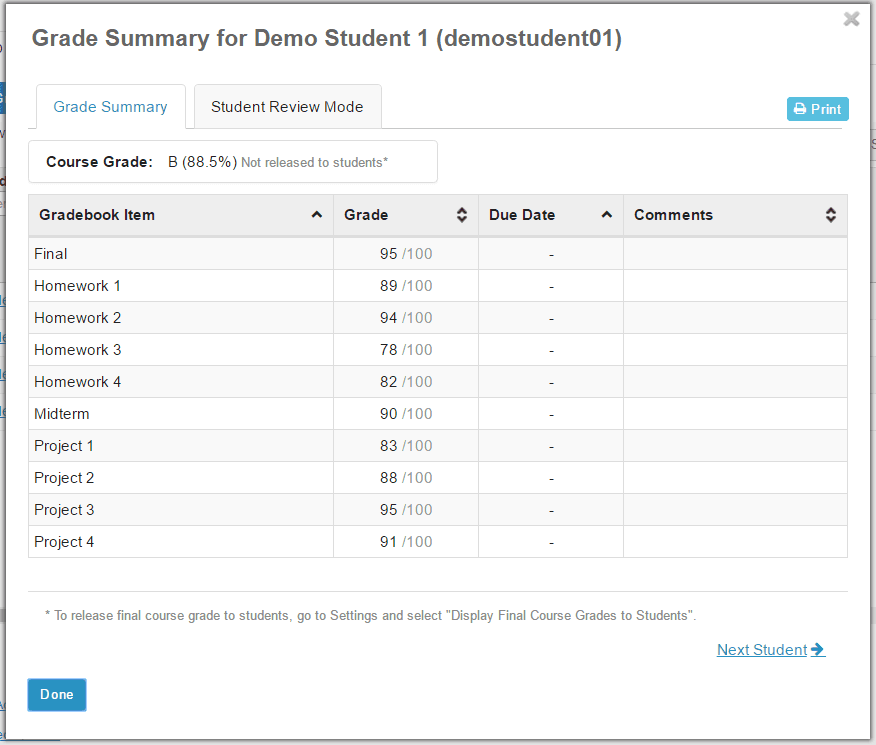 Grade Summary for Demo Student 1 (demostudent01)
Grade Summary Student Review Mode
Print
Course Grade: B (88.5%) Not released to students*
Gradebook Item Grade Due Date Comments
Final 95 /100 -
Homework 1 89 /100 -
Homework 2 94 /100 -
Homework 3 78 /100 -
Homework 4 82 /100 -
Midterm 90 /100 -
Project 1 83 /100 -
Project 2 88 /100 -
Project 3 95 /100 -
Project 4 91 /100 -
* To release final course grade to students, go to Settings and select "Display Final Course Grades to Students".
Next Student
Done